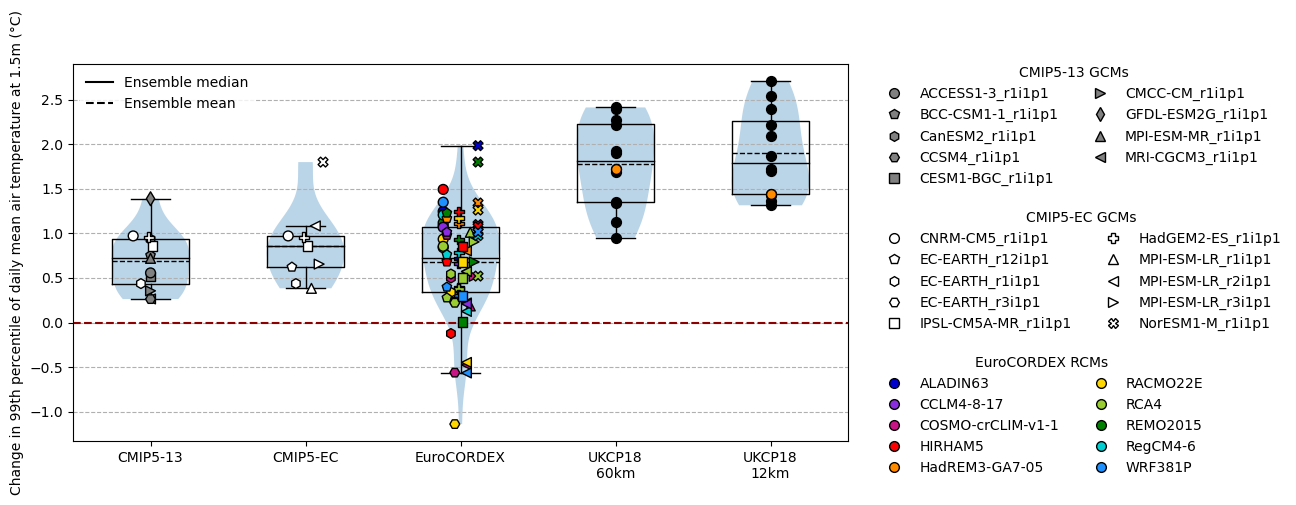 Change in 99th percentile of daily mean air temperature at 1.5m (°C)
2.5
2.0
1.5
1.0
0.5
0.0
−0.5
−1.0
Ensemble median
Ensemble mean
CMIP5-13
CMIP5-EC
EuroCORDEX
UKCP18
60km
UKCP18
12km
CMIP5-13 GCMs
ACCESS1-3_r1i1p1
BCC-CSM1-1_r1i1p1
CanESM2_r1i1p1
CCSM4_r1i1p1
CESM1-BGC_r1i1p1
CMCC-CM_r1i1p1
GFDL-ESM2G_r1i1p1
MPI-ESM-MR_r1i1p1
MRI-CGCM3_r1i1p1
CMIP5-EC GCMs
CNRM-CM5_r1i1p1
EC-EARTH_r12i1p1
EC-EARTH_r1i1p1
EC-EARTH_r3i1p1
IPSL-CM5A-MR_r1i1p1
HadGEM2-ES_r1i1p1
MPI-ESM-LR_r1i1p1
MPI-ESM-LR_r2i1p1
MPI-ESM-LR_r3i1p1
NorESM1-M_r1i1p1
EuroCORDEX RCMs
ALADIN63
CCLM4-8-17
COSMO-crCLIM-v1-1
HIRHAM5
HadREM3-GA7-05
RACMO22E
RCA4
REMO2015
RegCM4-6
WRF381P